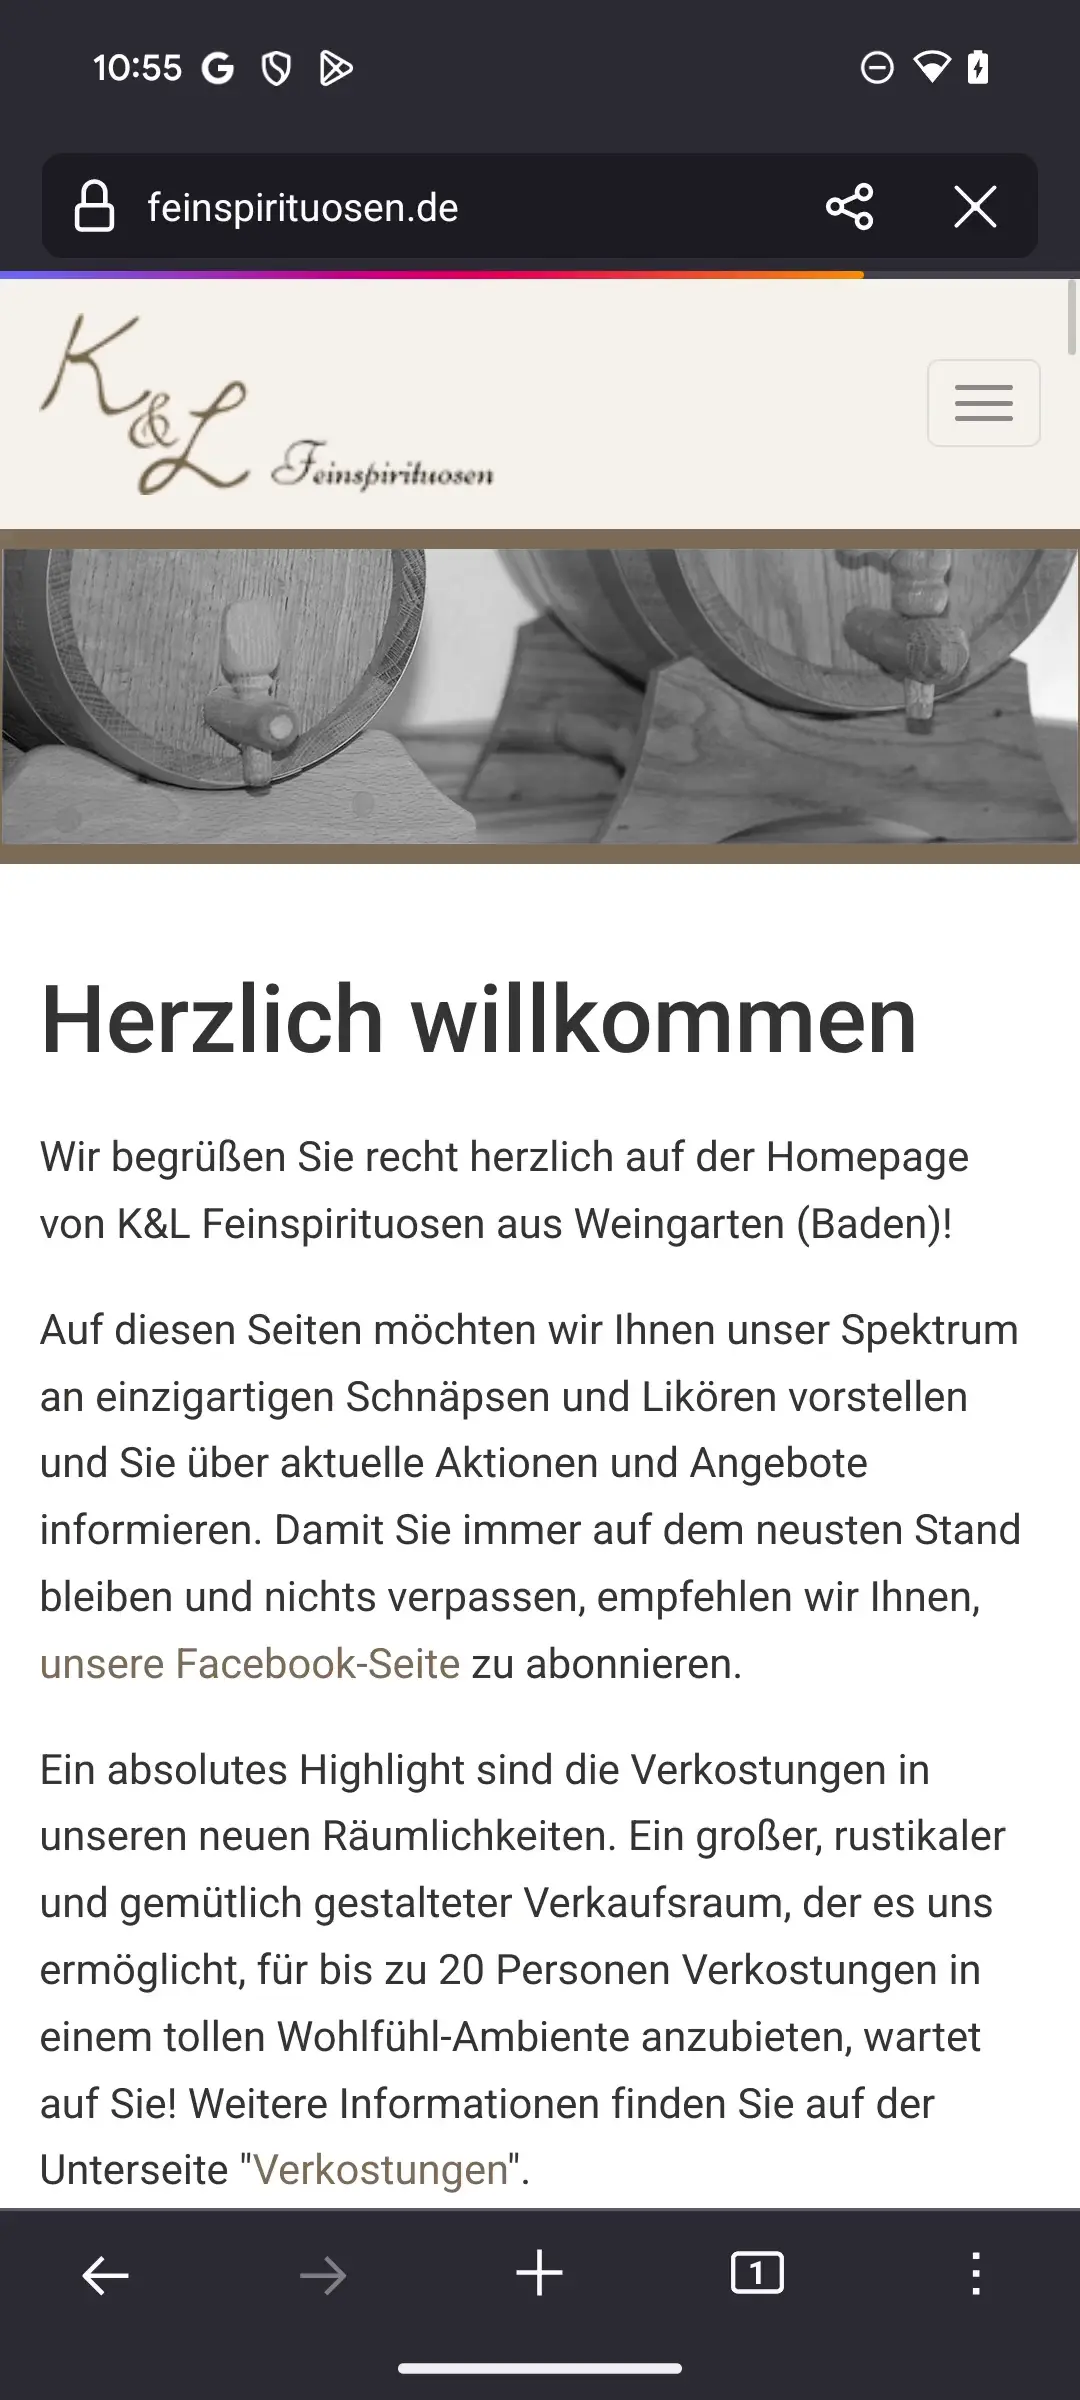 10:55
feinspirituosen.de
K&L Feinspirituosen
Herzlich willkommen
Wir begrüßen Sie recht herzlich auf der Homepage
von K&L Feinspirituosen aus Weingarten (Baden)!
Auf diesen Seiten möchten wir Ihnen unser Spektrum
an einzigartigen Schnäpsen und Likören vorstellen
und Sie über aktuelle Aktionen und Angebote
informieren. Damit Sie immer auf dem neusten Stand
bleiben und nichts verpassen, empfehlen wir Ihnen,
unsere Facebook-Seite zu abonnieren.
Ein absolutes Highlight sind die Verkostungen in
unseren neuen Räumlichkeiten. Ein großer, rustikaler
und gemütlich gestalteter Verkaufsraum, der es uns
ermöglicht, für bis zu 20 Personen Verkostungen in
einem tollen Wohlfühl-Ambiente anzubieten, wartet
auf Sie! Weitere Informationen finden Sie auf der
Unterseite "Verkostungen".
1